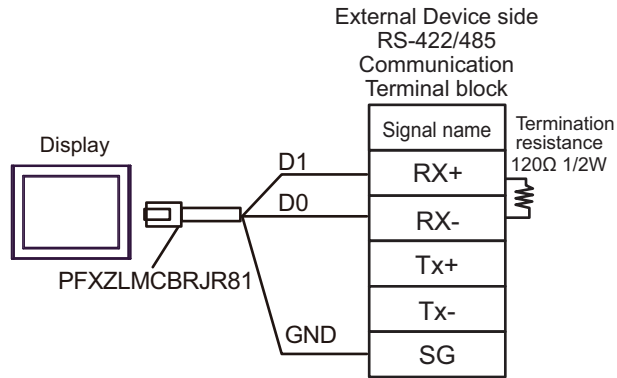 External Device side
RS-422/485
Communication
Terminal block
Signal name
Termination
resistance
120Ω 1/2W
Display
D1
RX+
D0
RX-
Tx+
PFXZLMCBRJR81
Tx-
GND
SG